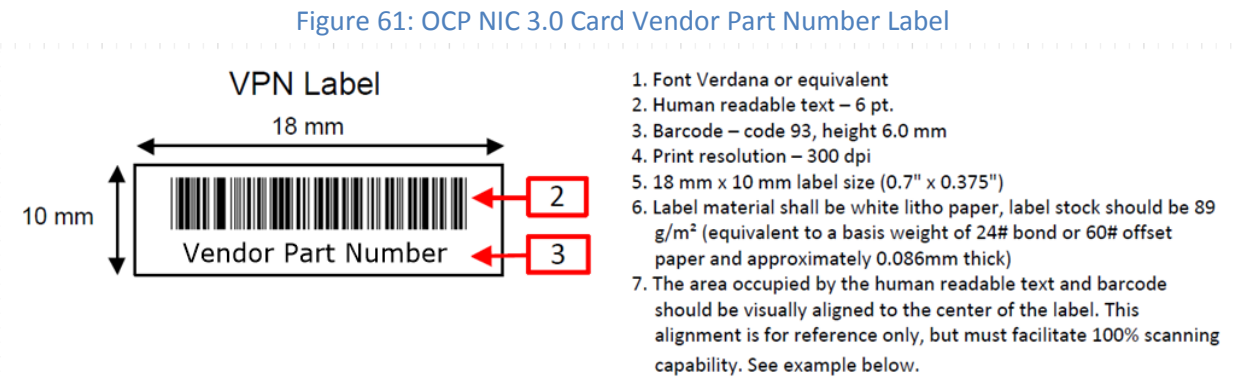 Figure 61: OCP NIC 3.0 Card Vendor Part Number Label
VPN Label
18 mm
10 mm
2
Vendor Part Number
3
1. Font Verdana or equivalent
2. Human readable text – 6 pt.
3. Barcode – code 93, height 6.0 mm
4. Print resolution – 300 dpi
5. 18 mm x 10 mm label size (0.7" x 0.375")
6. Label material shall be white litho paper, label stock should be 89
g/m² (equivalent to a basis weight of 24# bond or 60# offset
paper and approximately 0.086mm thick)
7. The area occupied by the human readable text and barcode
should be visually aligned to the center of the label. This
alignment is for reference only, but must facilitate 100% scanning
capability. See example below.